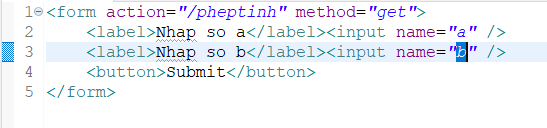 1 <form action="/pheptinh" method="get">
2 <label>Nhap so a</label><input name="a" />
3 <label>Nhap so b</label><input name="b" />
4 <button>Submit</button>
5 </form>